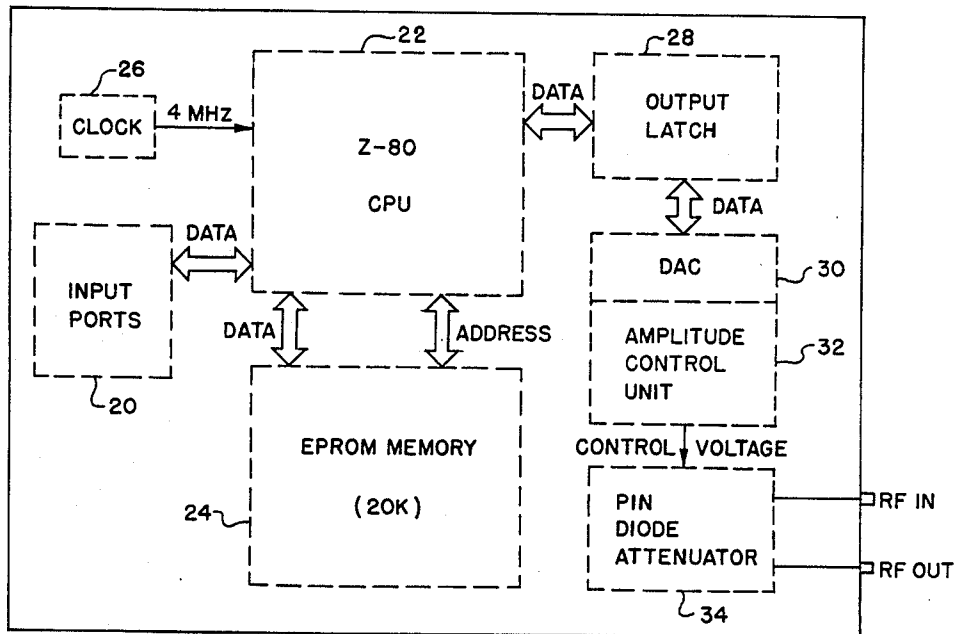 22
28
26
CLOCK
4 MHz
Z-80
CPU
DATA
OUTPUT
LATCH
DATA
INPUT
PORTS
20
DATA
DAC
30
AMPLITUDE
CONTROL
UNIT
32
DATA
ADDRESS
EPROM MEMORY
(20K)
24
CONTROL VOLTAGE
PIN
DIODE
ATTENUATOR
34
RF IN
RF OUT